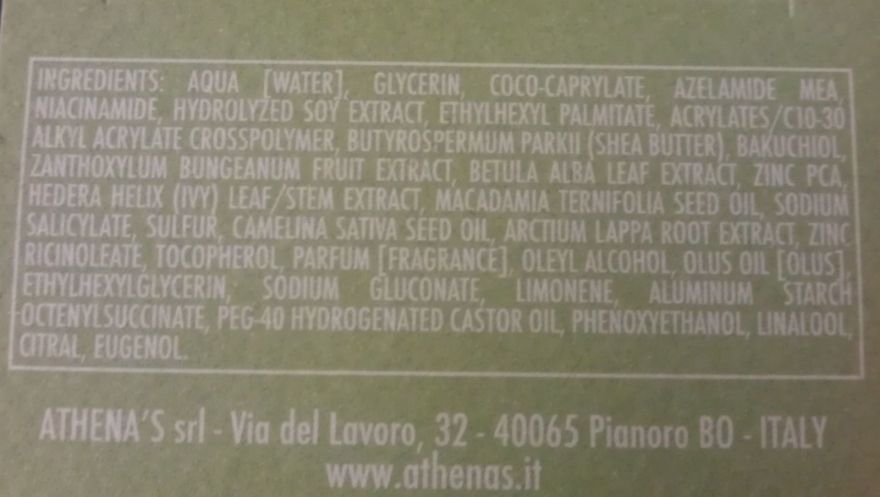 INGREDIENTS: AQUA [WATER], GLYCERIN, COCO-CAPRYLATE, AZELAMIDE MEA,
NIACINAMIDE, HYDROLYZED SOY EXTRACT, ETHYLHEXYL PALMITATE, ACRYLATES/C10-30
ALKYL ACRYLATE CROSSPOLYMER, BUTYROSPERMUM PARKII (SHEA BUTTER), BAKUCHIOL,
ZANTHOXYLUM BUNGEANUM FRUIT EXTRACT, BETULA ALBA LEAF EXTRACT, ZINC PCA,
HEDERA HELIX (IVY) LEAF/STEM EXTRACT, MACADAMIA TERNIFOLIA SEED OIL, SODIUM
SALICYLATE, SULFUR, CAMELINA SATIVA SEED OIL, ARCTIUM LAPPA ROOT EXTRACT, ZINC
RICINOLEATE, TOCOPHEROL, PARFUM [FRAGRANCE], OLEYL ALCOHOL, OLUS OIL [OLUS],
ETHYLHEXYLGLYCERIN, SODIUM GLUCONATE, LIMONENE, ALUMINUM STARCH
OCTENYLSUCCINATE, PEG-40 HYDROGENATED CASTOR OIL, PHENOXYETHANOL, LINALOOL,
CITRAL, EUGENOL.
ATHENA'S srl - Via del Lavoro, 32 - 40065 Pianoro BO - ITALY
www.athenas.it